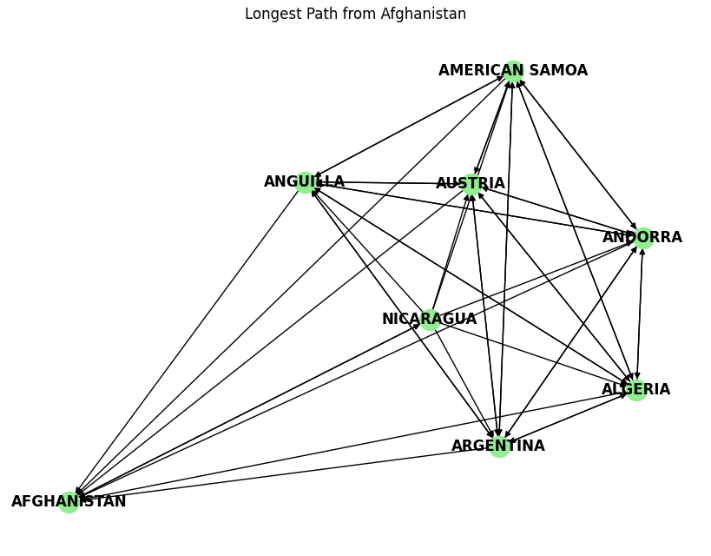 Longest Path from Afghanistan
AMERICAN SAMOA
ANGUILLA
AUSTRIA
ANDORRA
NICARAGUA
ALGERIA
ARGENTINA
AFGHANISTAN